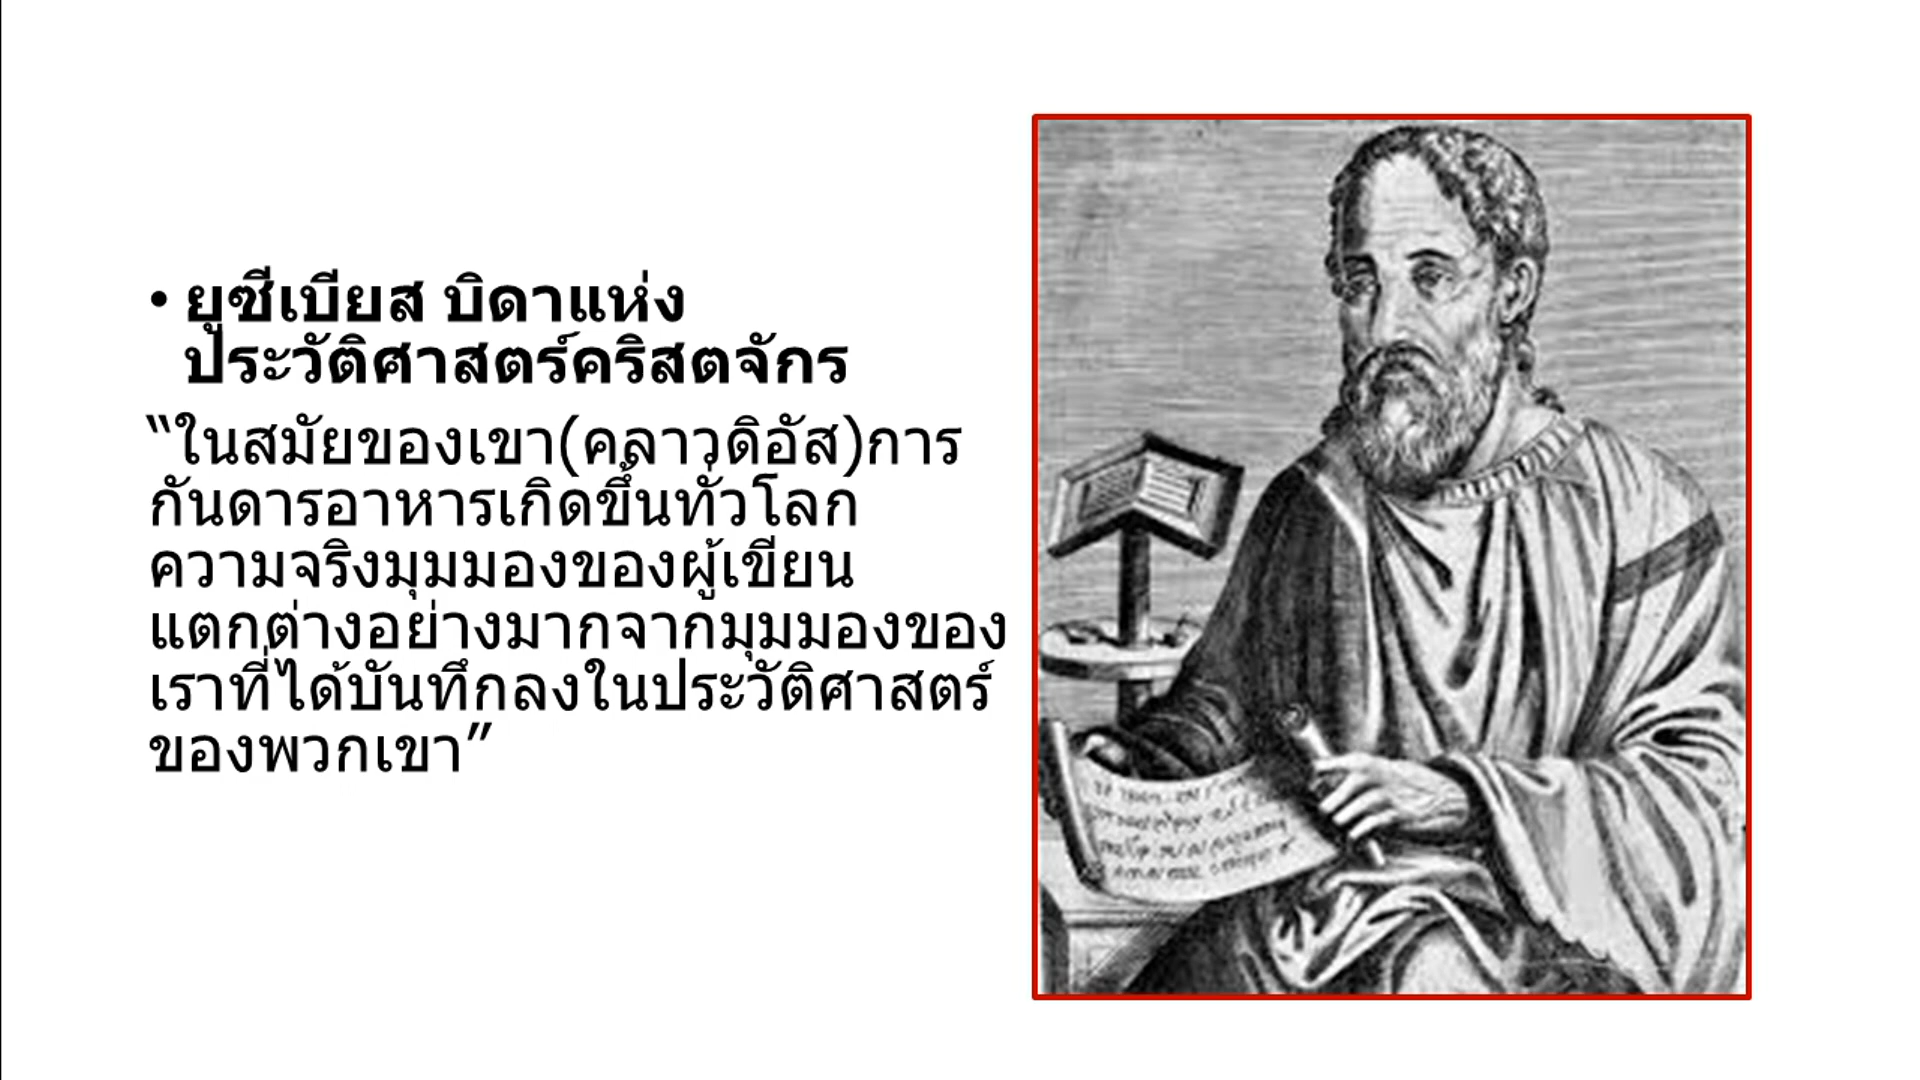 • ยูซีเบียส บิดาแห่ง
ประวัติศาสตร์คริสตจักร
“ในสมัยของเขา(คลาวดิอัส)การ
กันดารอาหารเกิดขึ้นทั่วโลก
ความจริงมุมมองของผู้เขียน
แตกต่างอย่างมากจากมุมมองของ
เราที่ได้บันทึกลงในประวัติศาสตร์
ของพวกเขา”